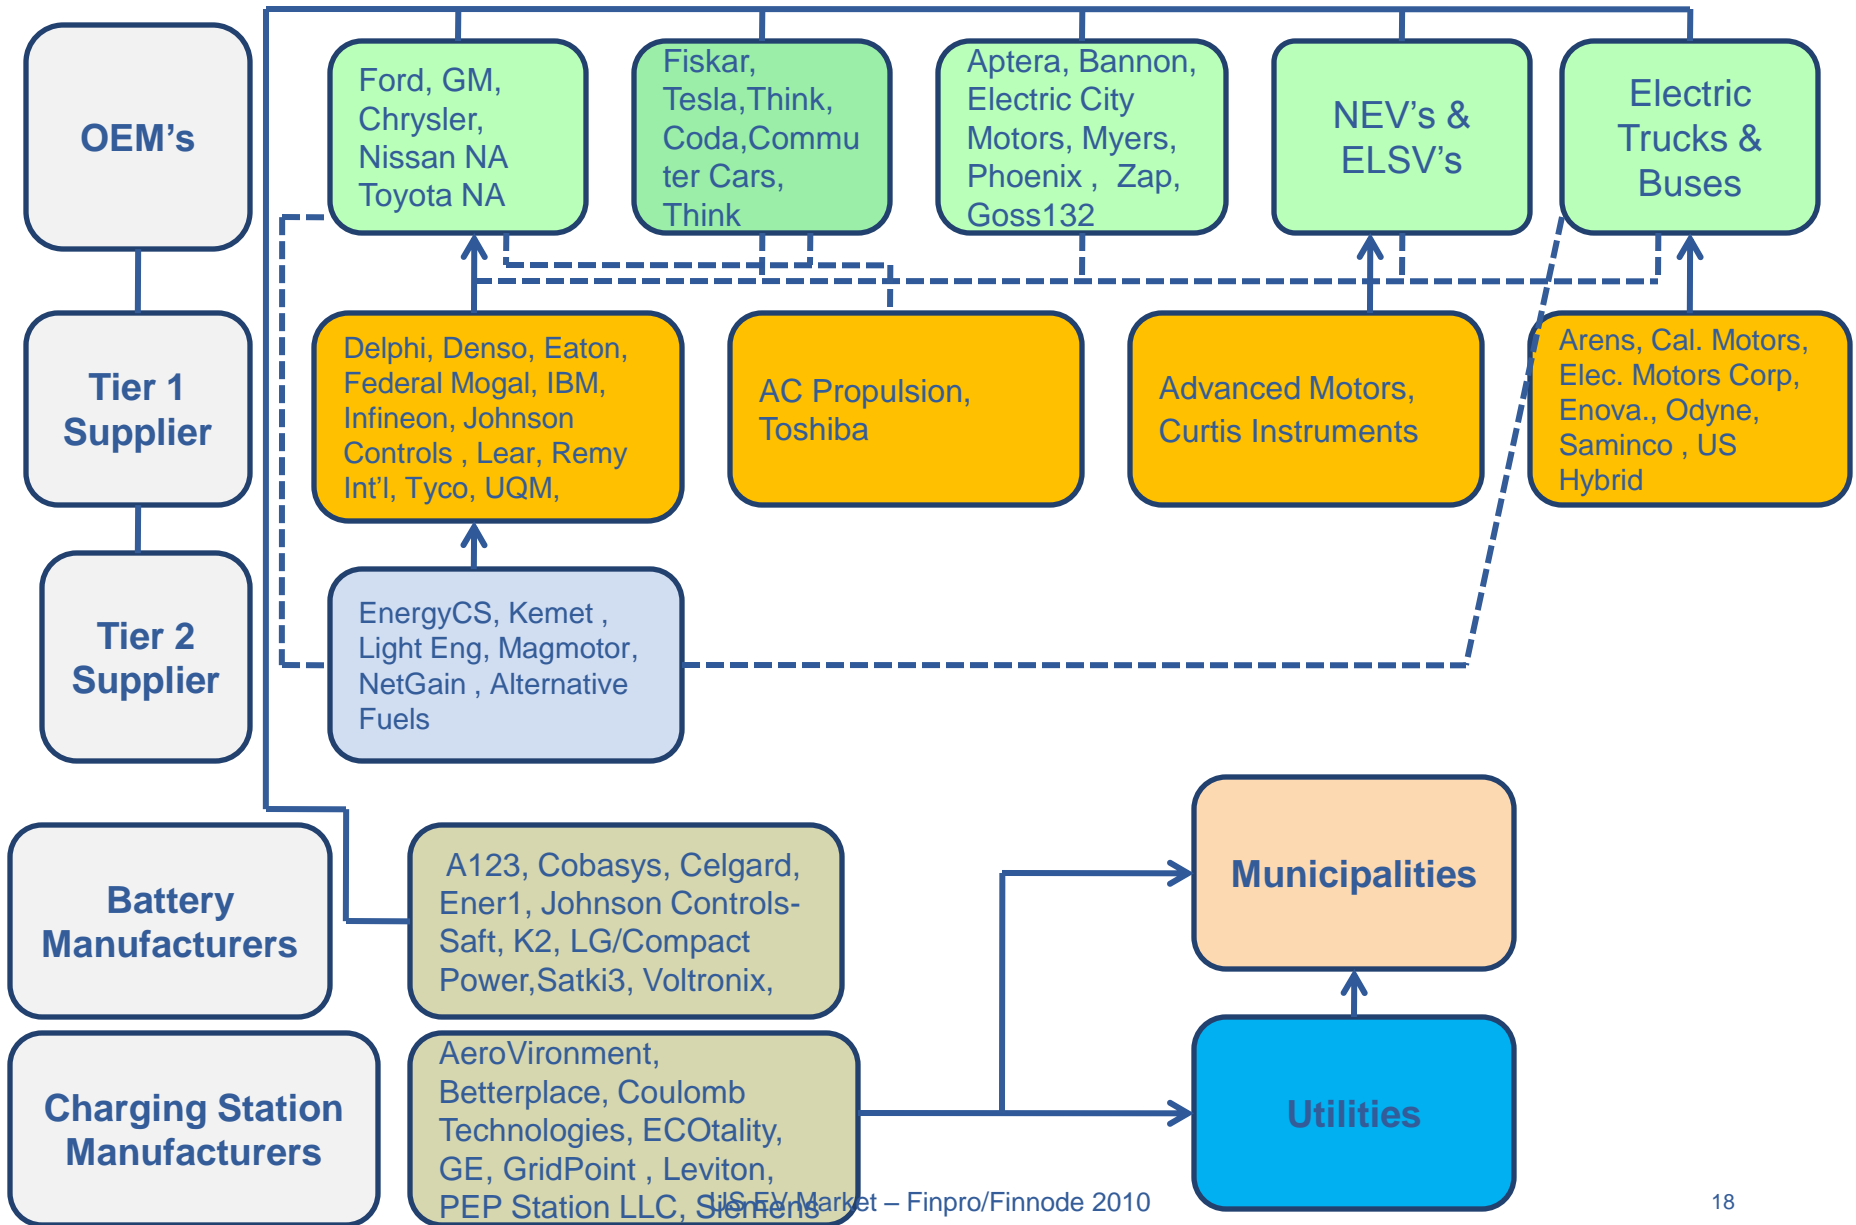 OEM’s
Ford, GM,
Chrysler,
Nissan NA
Toyota NA
Fiskar,
Tesla,Think,
Coda,Commu
ter Cars,
Think
Aptera, Bannon,
Electric City
Motors, Myers,
Phoenix , Zap,
Goss132
NEV’s &
ELSV’s
Electric
Trucks &
Buses
Tier 1
Supplier
Delphi, Denso, Eaton,
Federal Mogal, IBM,
Infineon, Johnson
Controls , Lear, Remy
Int’l, Tyco, UQM,
AC Propulsion,
Toshiba
Advanced Motors,
Curtis Instruments
Arens, Cal. Motors,
Elec. Motors Corp,
Enova., Odyne,
Saminco , US
Hybrid
Tier 2
Supplier
EnergyCS, Kemet ,
Light Eng, Magmotor,
NetGain , Alternative
Fuels
Battery
Manufacturers
A123, Cobasys, Celgard,
Ener1, Johnson Controls-
Saft, K2, LG/Compact
Power,Satki3, Voltronix,
Municipalities
Charging Station
Manufacturers
AeroVironment,
Betterplace, Coulomb
Technologies, ECOtality,
GE, GridPoint , Leviton,
PEP Station LLC, Siemens
Utilities
US EV Market – Finpro/Finnode 2010
18